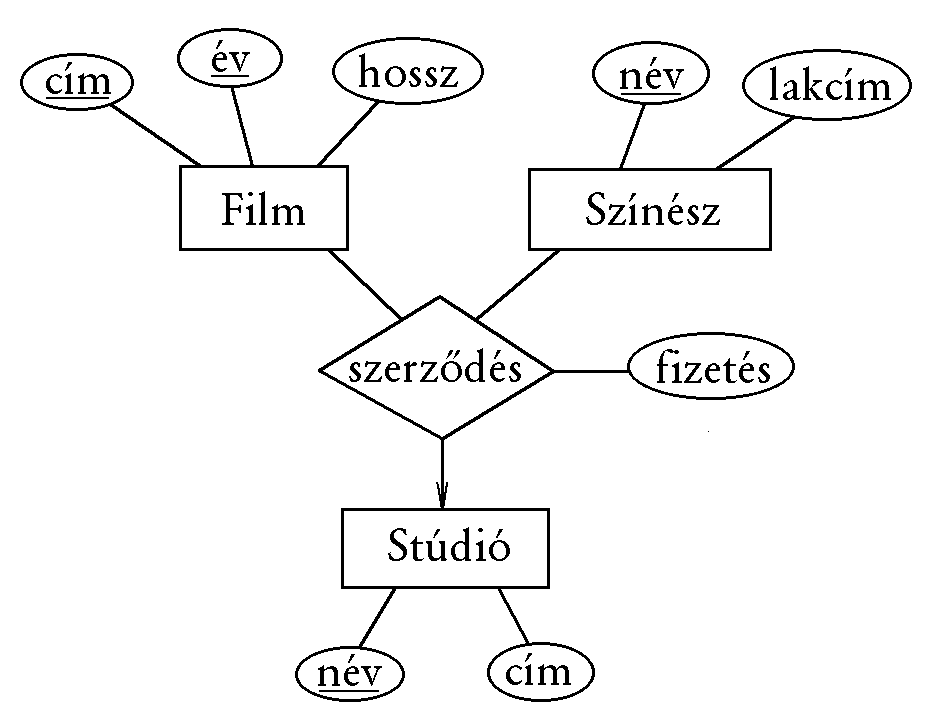 cím
év
hossz
név
lakcím
Film
Színész
szerződés
fizetés
Stúdió
név
cím